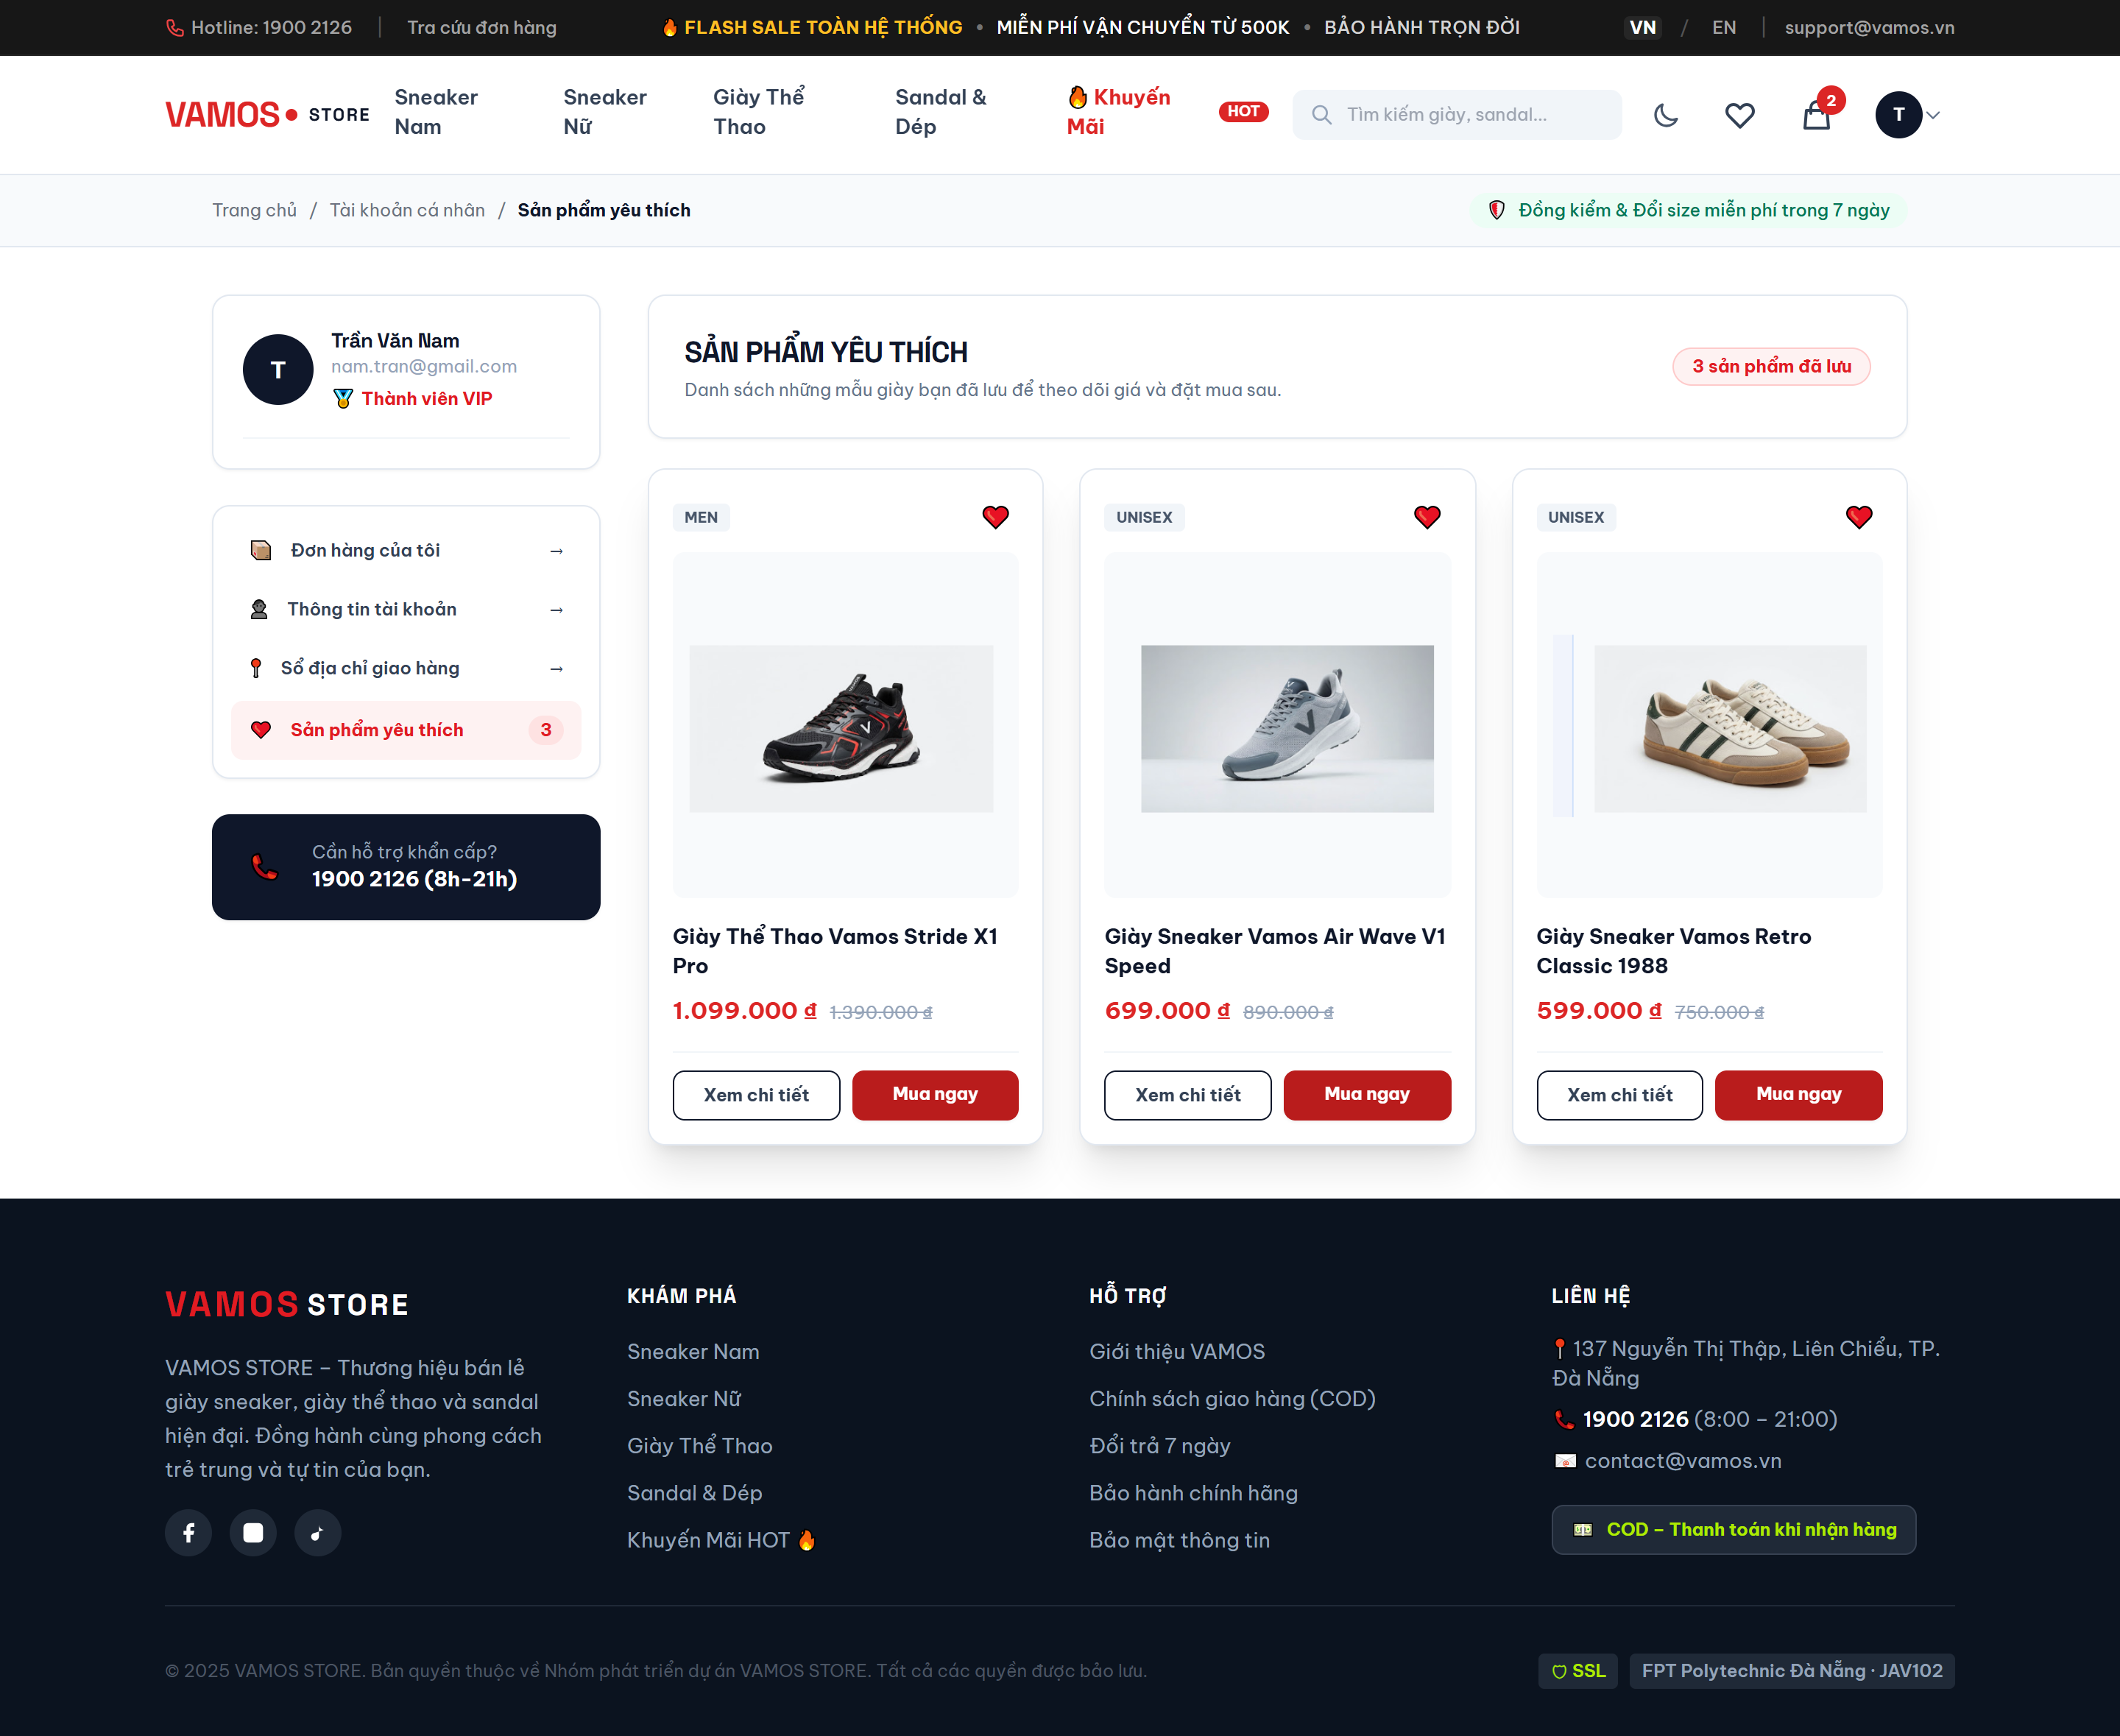 Hotline: 1900 2126 | Tra cứu đơn hàng
🔥 FLASH SALE TOÀN HỆ THỐNG • MIỄN PHÍ VẬN CHUYỂN TỪ 500K • BẢO HÀNH TRỌN ĐỜI
VN / EN | support@vamos.vn
VAMOS • STORE
Sneaker
Nam
Sneaker
Nữ
Giày Thể
Thao
Sandal &
Dép
🔥 Khuyến
Mãi
HOT
Tìm kiếm giày, sandal...
2
T
Trang chủ / Tài khoản cá nhân / Sản phẩm yêu thích
Đồng kiểm & Đổi size miễn phí trong 7 ngày
T
Trần Văn Nam
nam.tran@gmail.com
Thành viên VIP
Đơn hàng của tôi →
Thông tin tài khoản →
Sổ địa chỉ giao hàng →
Sản phẩm yêu thích 3
Cần hỗ trợ khẩn cấp?
1900 2126 (8h-21h)
SẢN PHẨM YÊU THÍCH
Danh sách những mẫu giày bạn đã lưu để theo dõi giá và đặt mua sau.
3 sản phẩm đã lưu
MEN
Giày Thể Thao Vamos Stride X1
Pro
1.099.000 ₫ 1.390.000 ₫
Xem chi tiết Mua ngay
UNISEX
Giày Sneaker Vamos Air Wave V1
Speed
699.000 ₫ 890.000 ₫
Xem chi tiết Mua ngay
UNISEX
Giày Sneaker Vamos Retro
Classic 1988
599.000 ₫ 750.000 ₫
Xem chi tiết Mua ngay
VAMOS STORE
VAMOS STORE – Thương hiệu bán lẻ
giày sneaker, giày thể thao và sandal
hiện đại. Đồng hành cùng phong cách
trẻ trung và tự tin của bạn.
KHÁM PHÁ
Sneaker Nam
Sneaker Nữ
Giày Thể Thao
Sandal & Dép
Khuyến Mãi HOT 🔥
HỖ TRỢ
Giới thiệu VAMOS
Chính sách giao hàng (COD)
Đổi trả 7 ngày
Bảo hành chính hãng
Bảo mật thông tin
LIÊN HỆ
📍 137 Nguyễn Thị Thập, Liên Chiểu, TP.
Đà Nẵng
📞 1900 2126 (8:00 – 21:00)
contact@vamos.vn
COD – Thanh toán khi nhận hàng
© 2025 VAMOS STORE. Bản quyền thuộc về Nhóm phát triển dự án VAMOS STORE. Tất cả các quyền được bảo lưu.
SSL
FPT Polytechnic Đà Nẵng · JAV102